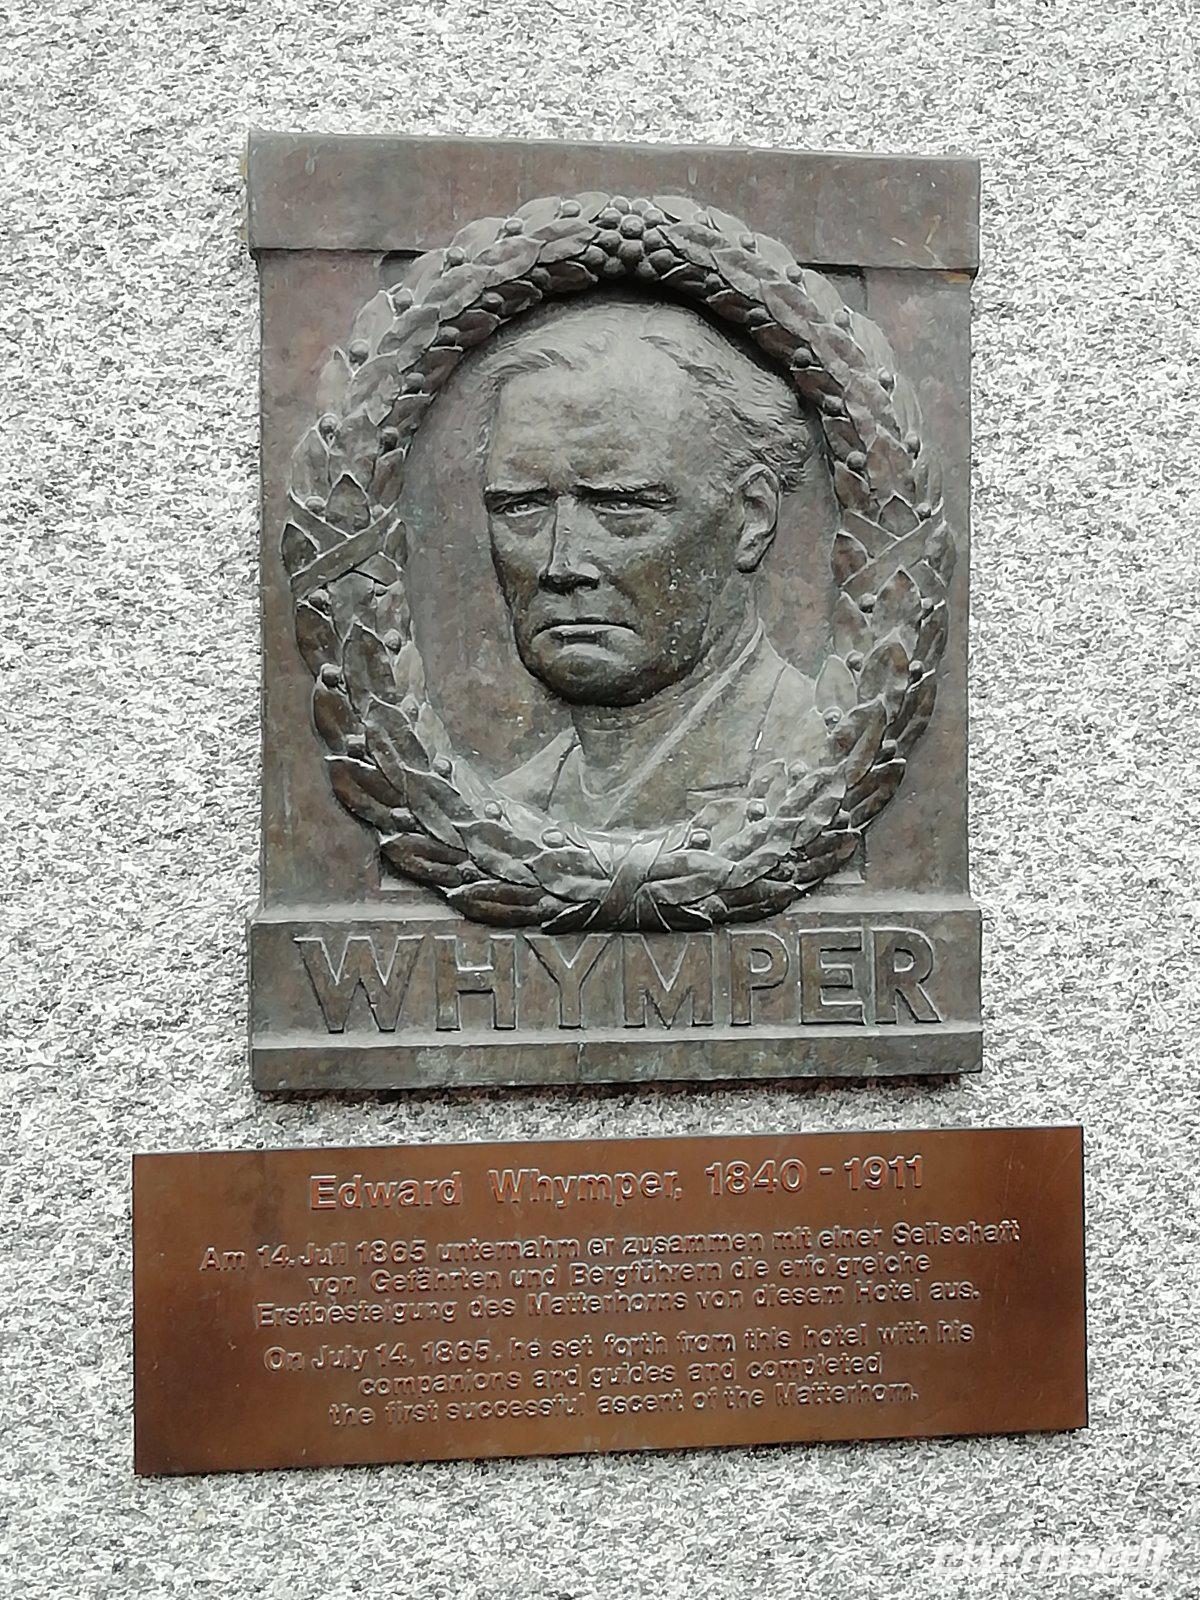 WHYMPER
Edward Whymper, 1840 - 1911
Am 14. Juli 1865 unternahm er zusammen mit einer Seilschaft
von Gefährten und Bergführern die erfolgreiche
Erstbesteigung des Matterhorns von diesem Hotel aus.
On July 14, 1865, he set forth from this hotel with his
companions and guides and completed
the first successful ascent of the Matterhorn.